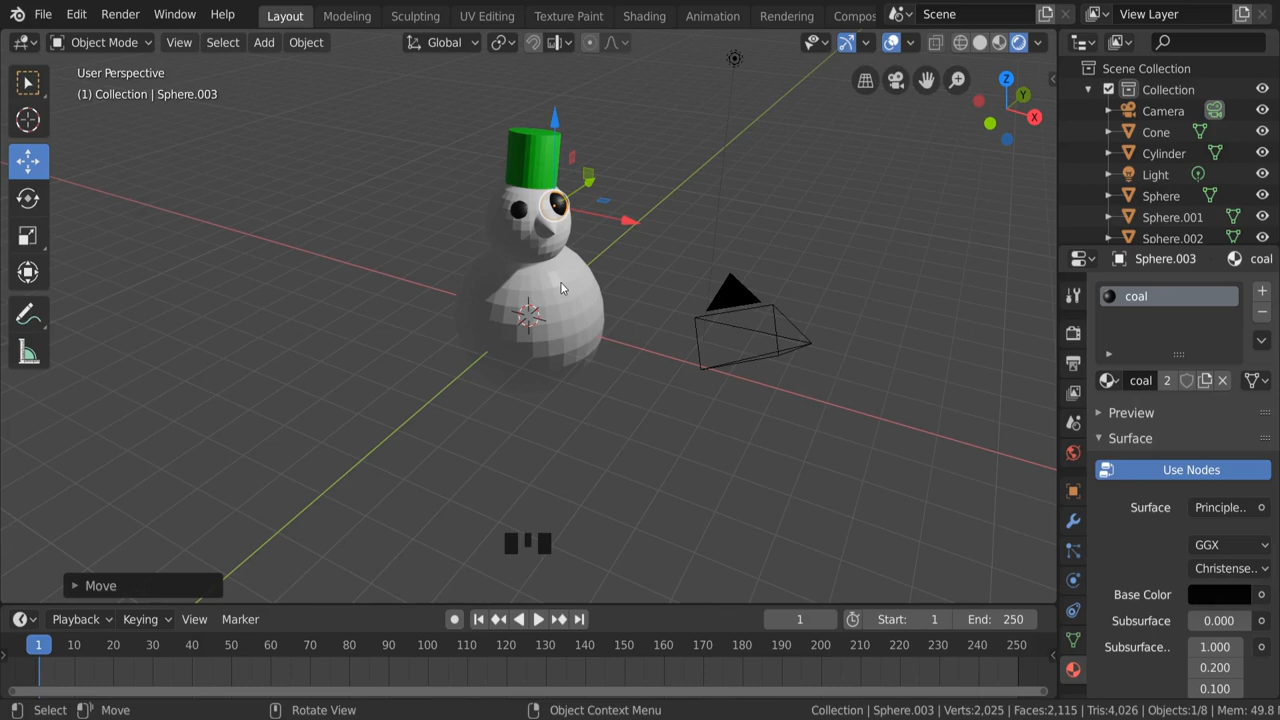 File Edit Render Window Help Layout Modeling Sculpting UV Editing Texture Paint Shading Animation Rendering Compos Scene View Layer
Object Mode View Select Add Object Global
User Perspective
(1) Collection | Sphere.003
Z
Y
X
Scene Collection
Collection
Camera
Cone
Cylinder
Light
Sphere
Sphere.001
Sphere.002
Sphere.003 coal
coal
coal 2
Preview
Surface
Use Nodes
Surface Principle..
GGX
Christense..
Base Color
Subsurface 0.000
Subsurface.. 1.000
0.200
0.100
Move
Playback Keying View Marker 1 Start: 1 End: 250
1 10 20 30 40 50 60 70 80 90 100 110 120 130 140 150 160 170 180 190 200 210 220 230 240 250
Select Move Rotate View Object Context Menu Collection | Sphere.003 | Verts:2,025 | Faces:2,115 | Tris:4,026 | Objects:1/8 | Mem: 49.8